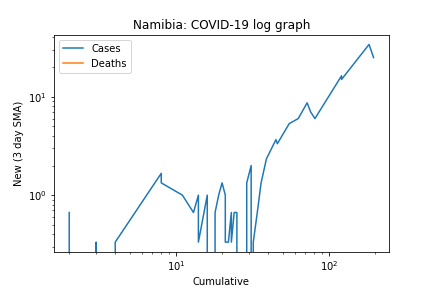 Namibia: COVID-19 log graph
Cases
Deaths
New (3 day SMA)
10¹
10⁰
10¹
10²
Cumulative